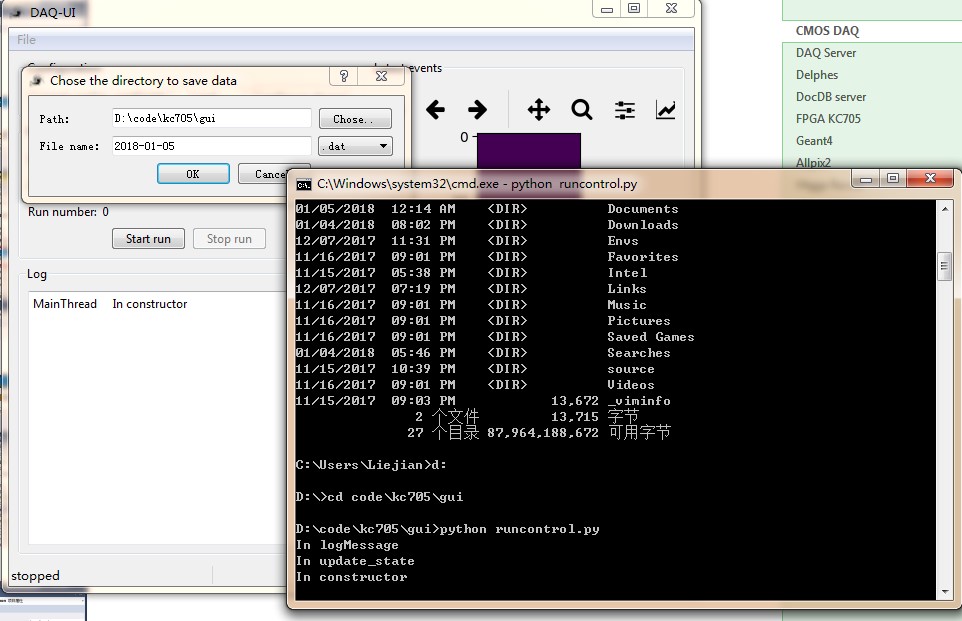 DAQ-UI
File
events
Chose the directory to save data
Path: D:\code\kc705\gui Chose..
File name: 2018-01-05 .dat
OK Cance
0
Run number: 0
Start run Stop run
Log
MainThread In constructor
stopped
CMOS DAQ
DAQ Server
Delphes
DocDB server
FPGA KC705
Geant4
Allpix2
C:\Windows\system32\cmd.exe - python runcontrol.py
01/05/2018 12:14 AM <DIR> Documents
01/04/2018 08:02 PM <DIR> Downloads
12/07/2017 11:31 PM <DIR> Envs
11/16/2017 09:01 PM <DIR> Favorites
11/15/2017 05:38 PM <DIR> Intel
12/07/2017 07:19 PM <DIR> Links
11/16/2017 09:01 PM <DIR> Music
11/16/2017 09:01 PM <DIR> Pictures
11/16/2017 09:01 PM <DIR> Saved Games
01/04/2018 05:46 PM <DIR> Searches
11/15/2017 10:39 PM <DIR> source
11/16/2017 09:01 PM <DIR> Videos
11/15/2017 09:03 PM 13,672 _viminfo
2 个文件 13,715 字节
27 个目录 87,964,188,672 可用字节
C:\Users\Liejian>d:
D:\>cd code\kc705\gui
D:\code\kc705\gui>python runcontrol.py
In logMessage
In update_state
In constructor